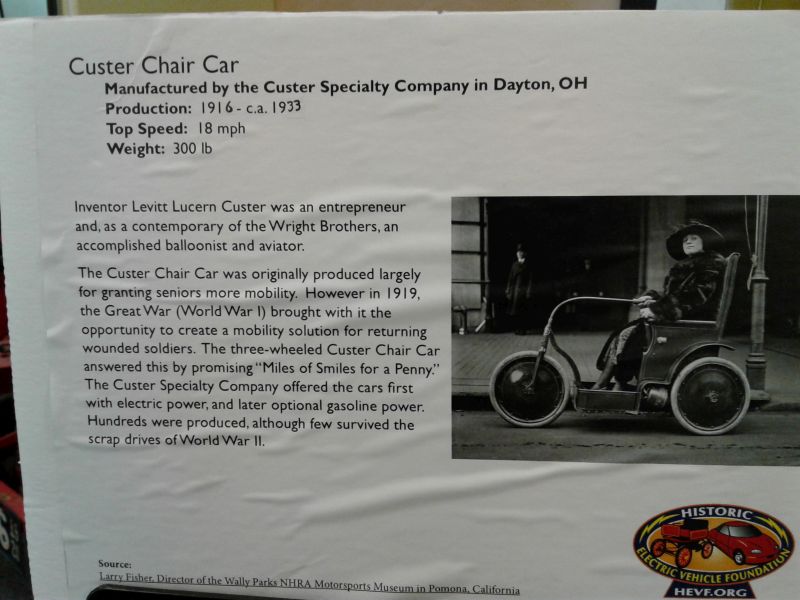 Custer Chair Car
Manufactured by the Custer Specialty Company in Dayton, OH
Production: 1916 - c.a. 1933
Top Speed: 18 mph
Weight: 300 lb
Inventor Levitt Lucern Custer was an entrepreneur
and, as a contemporary of the Wright Brothers, an
accomplished balloonist and aviator.
The Custer Chair Car was originally produced largely
for granting seniors more mobility. However in 1919,
the Great War (World War I) brought with it the
opportunity to create a mobility solution for returning
wounded soldiers. The three-wheeled Custer Chair Car
answered this by promising "Miles of Smiles for a Penny."
The Custer Specialty Company offered the cars first
with electric power, and later optional gasoline power.
Hundreds were produced, although few survived the
scrap drives of World War II.
Source:
Larry Fisher, Director of the Wally Parks NHRA Motorsports Museum in Pomona, California
HISTORIC
ELECTRIC VEHICLE FOUNDATION
HEVF.ORG